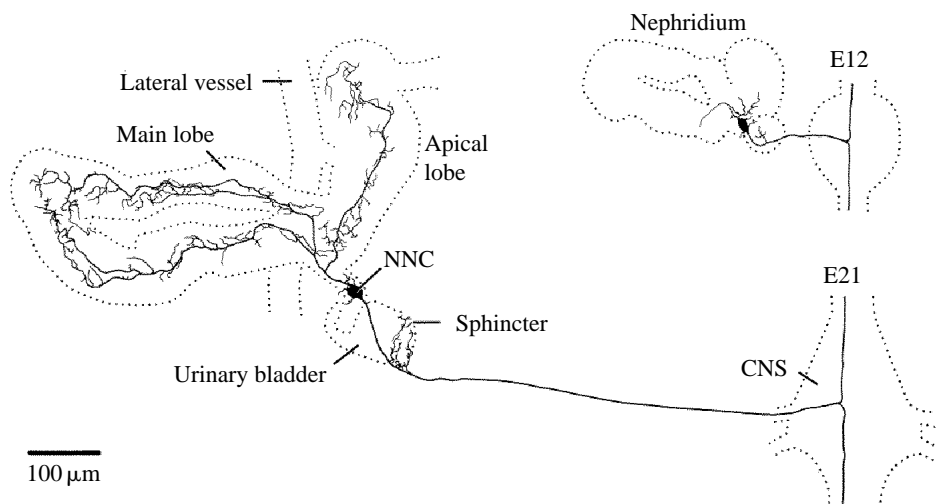 Nephridium
E12
Lateral vessel
Main lobe
Apical
lobe
NNC
E21
Sphincter
CNS
Urinary bladder
100 µm